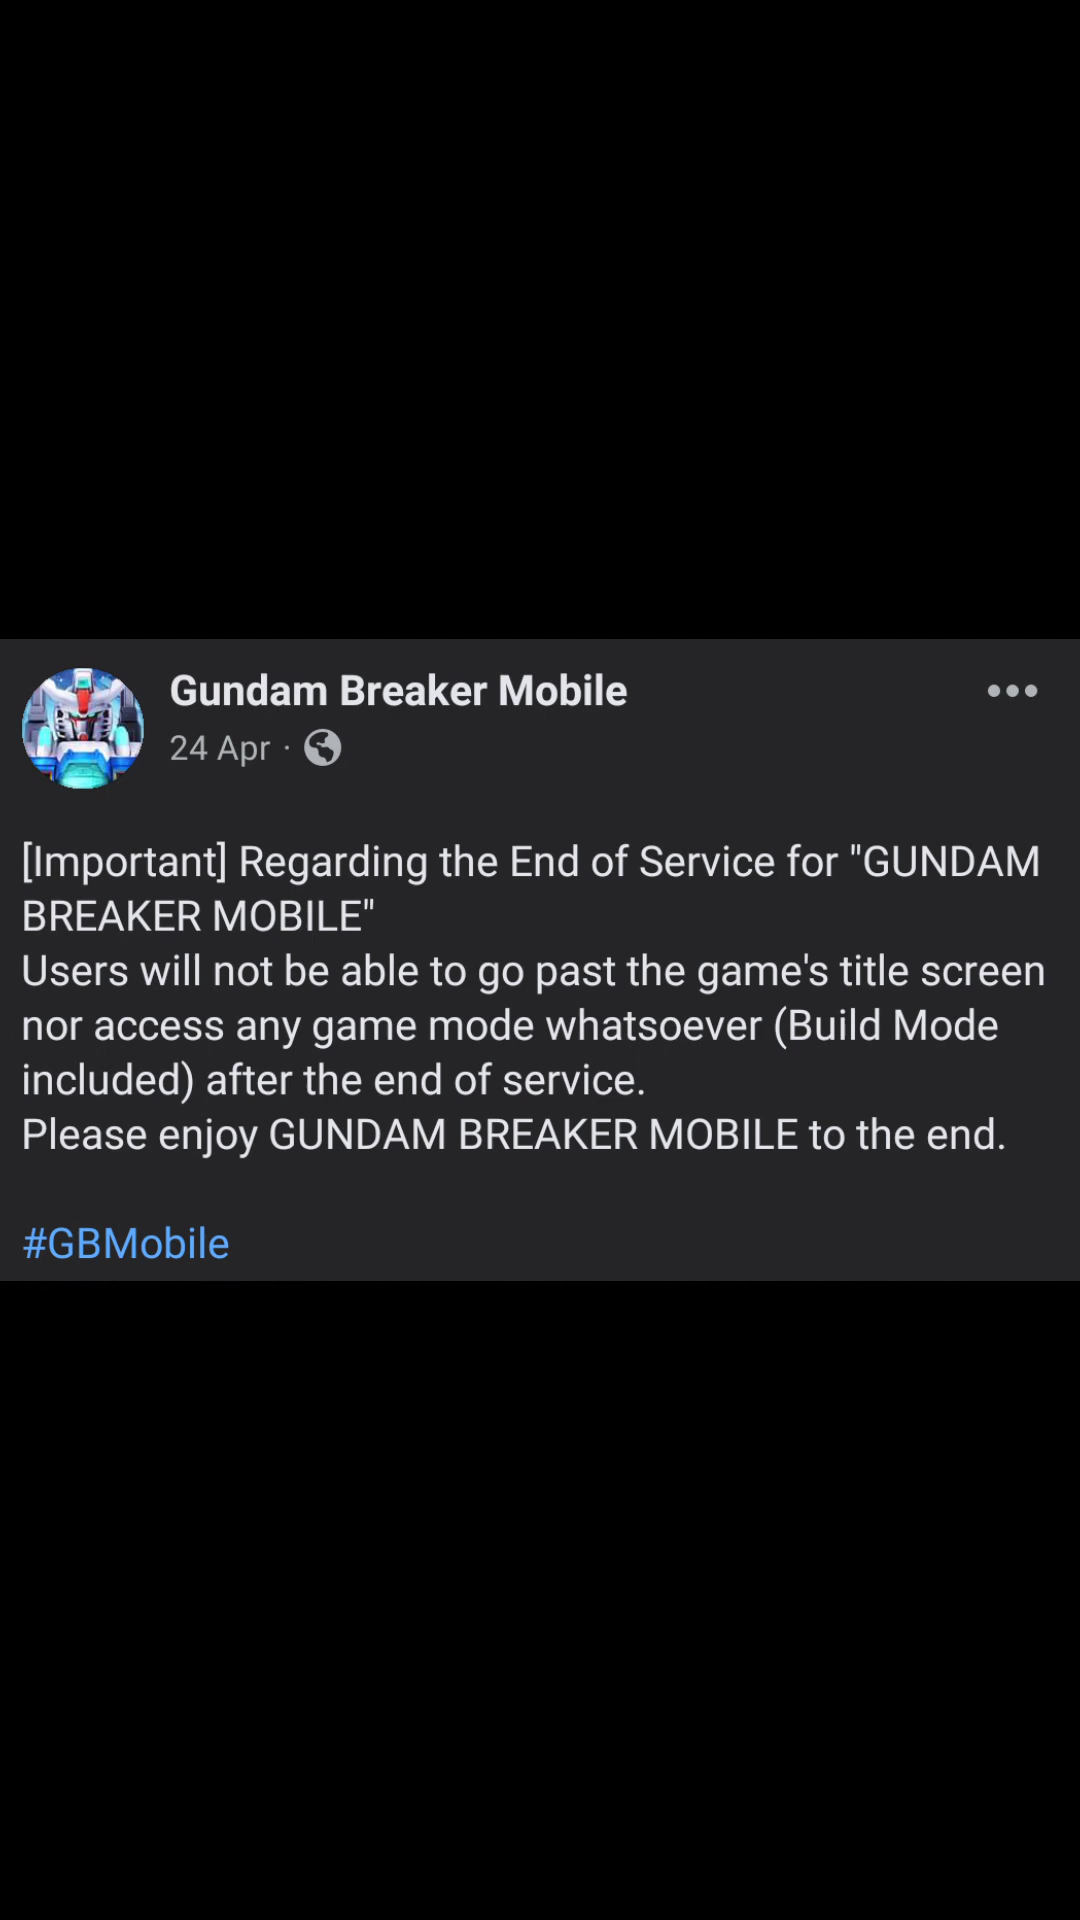 Gundam Breaker Mobile
24 Apr ·
[Important] Regarding the End of Service for "GUNDAM
BREAKER MOBILE"
Users will not be able to go past the game's title screen
nor access any game mode whatsoever (Build Mode
included) after the end of service.
Please enjoy GUNDAM BREAKER MOBILE to the end.
#GBMobile